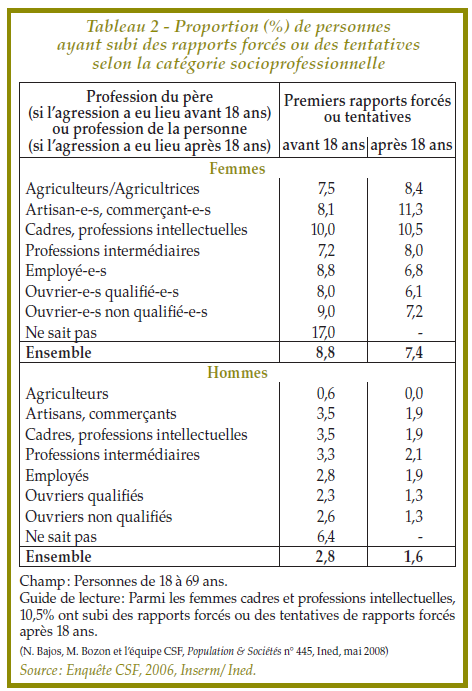 Tableau 2 - Proportion (%) de personnes
ayant subi des rapports forcés ou des tentatives
selon la catégorie socioprofessionnelle
Profession du père
(si l'agression a eu lieu avant 18 ans)
ou profession de la personne
(si l'agression a eu lieu après 18 ans)
Premiers rapports forcés
ou tentatives
avant 18 ans après 18 ans
Femmes
Agriculteurs/Agricultrices 7,5 8,4
Artisan-e-s, commerçant-e-s 8,1 11,3
Cadres, professions intellectuelles 10,0 10,5
Professions intermédiaires 7,2 8,0
Employé-e-s 8,8 6,8
Ouvrier-e-s qualifié-e-s 8,0 6,1
Ouvrier-e-s non qualifié-e-s 9,0 7,2
Ne sait pas 17,0 -
Ensemble 8,8 7,4
Hommes
Agriculteurs 0,6 0,0
Artisans, commerçants 3,5 1,9
Cadres, professions intellectuelles 3,5 1,9
Professions intermédiaires 3,3 2,1
Employés 2,8 1,9
Ouvriers qualifiés 2,3 1,3
Ouvriers non qualifiés 2,6 1,3
Ne sait pas 6,4 -
Ensemble 2,8 1,6
Champ : Personnes de 18 à 69 ans.
Guide de lecture : Parmi les femmes cadres et professions intellectuelles,
10,5% ont subi des rapports forcés ou des tentatives de rapports forcés
après 18 ans.
(N. Bajos, M. Bozon et l'équipe CSF, Population & Sociétés n° 445, Ined, mai 2008)
Source : Enquête CSF, 2006, Inserm/ Ined.